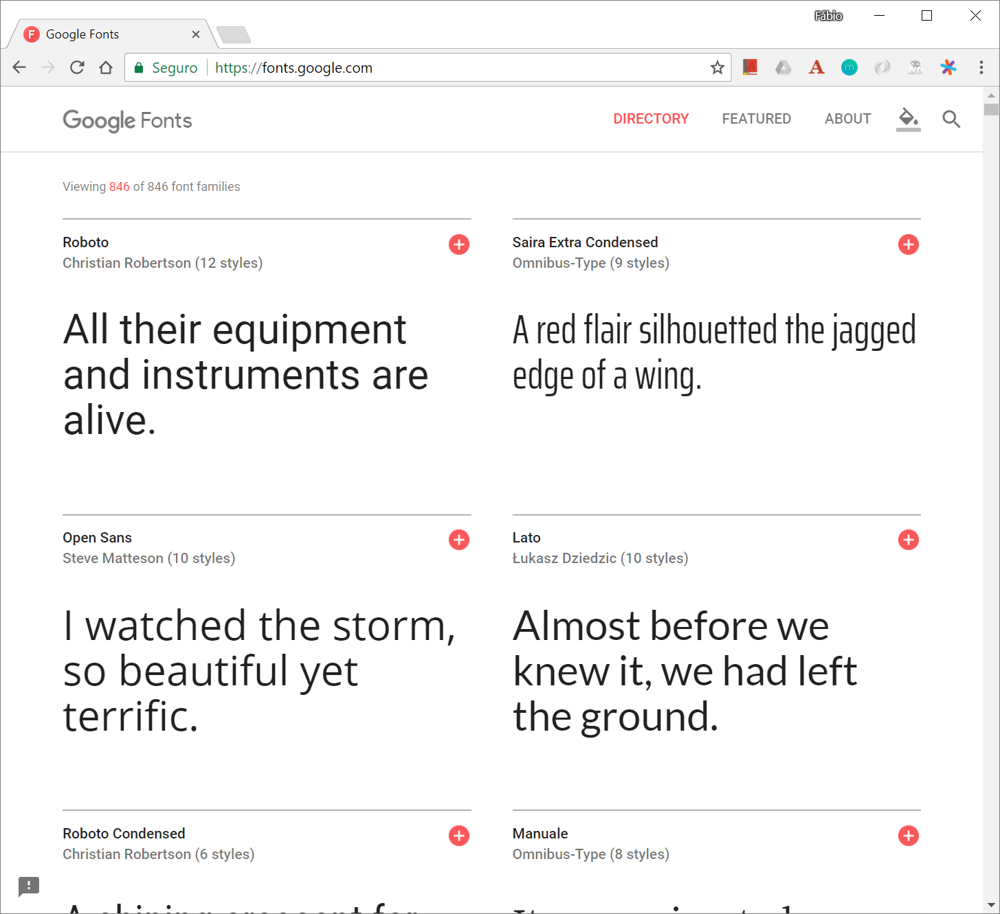 Fábio
Google Fonts
Seguro
https://fonts.google.com
Google Fonts
DIRECTORY
FEATURED
ABOUT
Viewing 846 of 846 font families
Roboto
Christian Robertson (12 styles)
All their equipment
and instruments are
alive.
Saira Extra Condensed
Omnibus-Type (9 styles)
A red flair silhouetted the jagged
edge of a wing.
Open Sans
Steve Matteson (10 styles)
I watched the storm,
so beautiful yet
terrific.
Lato
Łukasz Dziedzic (10 styles)
Almost before we
knew it, we had left
the ground.
Roboto Condensed
Christian Robertson (6 styles)
A shining crescent far
Manuale
Omnibus-Type (8 styles)